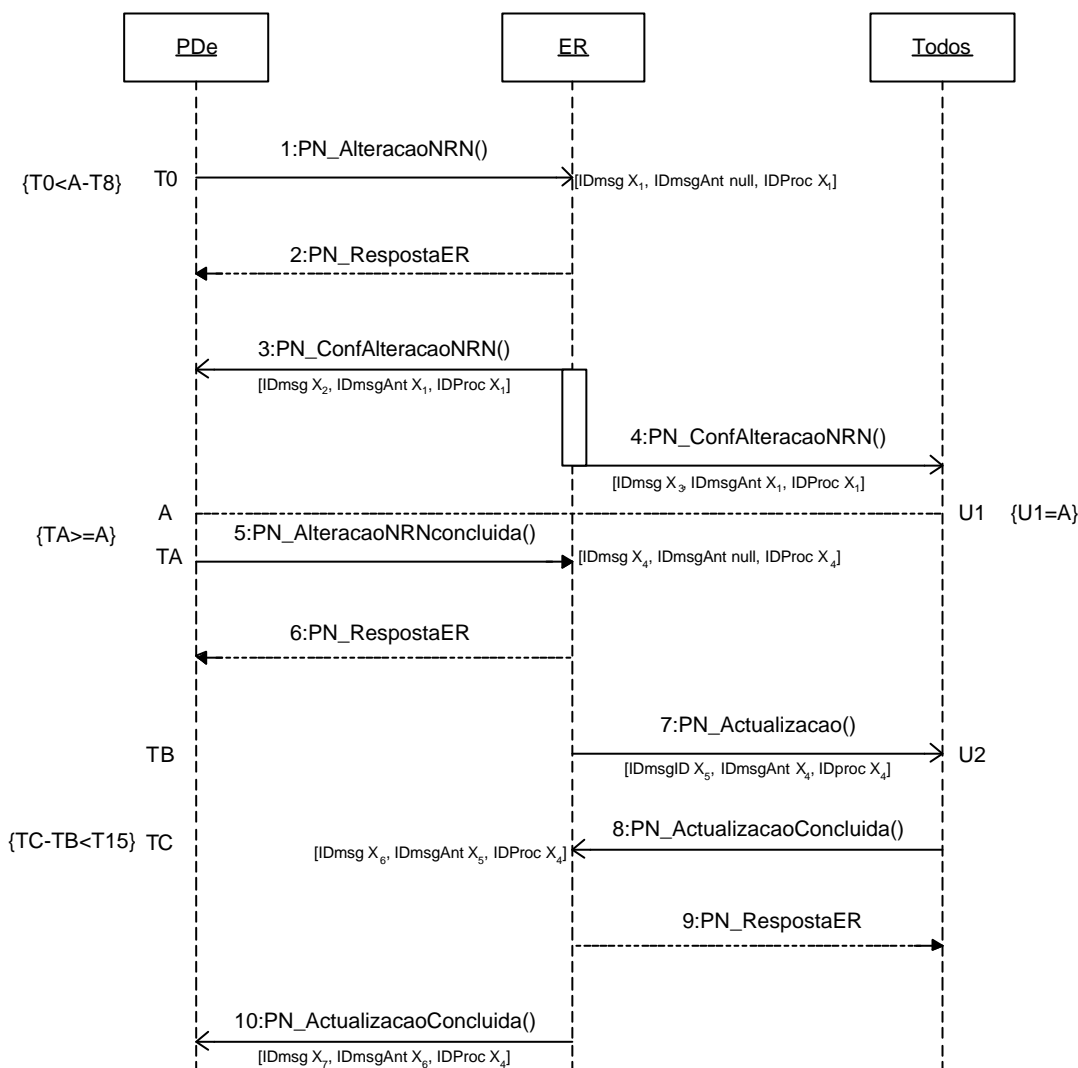 PDe ER Todos
1:PN_AlteracaoNRN()
{T0<A-T8} T0 [IDmsg X1, IDmsgAnt null, IDProc X1]
2:PN_RespostaER
3:PN_ConfAlteracaoNRN()
[IDmsg X2, IDmsgAnt X1, IDProc X1]
4:PN_ConfAlteracaoNRN()
[IDmsg X3, IDmsgAnt X1, IDProc X1]
A U1 {U1=A}
{TA>=A} 5:PN_AlteracaoNRNconcluida()
TA [IDmsg X4, IDmsgAnt null, IDProc X4]
6:PN_RespostaER
7:PN_Actualizacao()
TB U2
[IDmsgID X5, IDmsgAnt X4, IDproc X4]
8:PN_ActualizacaoConcluida()
{TC-TB<T15} TC [IDmsg X6, IDmsgAnt X5, IDProc X4]
9:PN_RespostaER
10:PN_ActualizacaoConcluida()
[IDmsg X7, IDmsgAnt X6, IDProc X4]